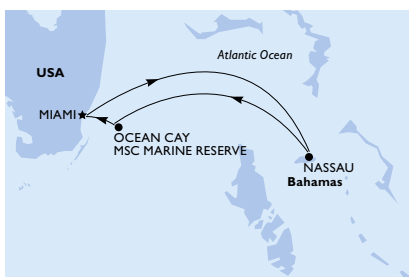 Atlantic Ocean
USA
MIAMI
OCEAN CAY
MSC MARINE RESERVE
NASSAU
Bahamas